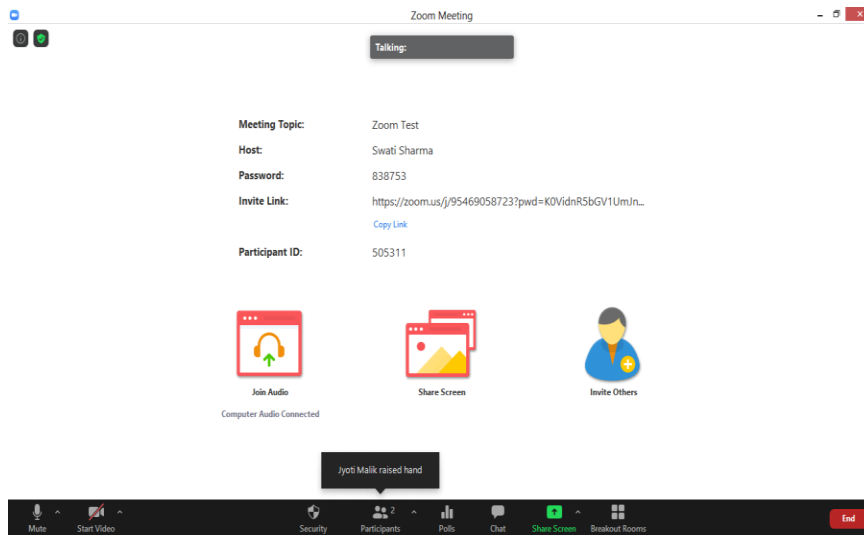 Zoom Meeting
Talking:
Meeting Topic: Zoom Test
Host: Swati Sharma
Password: 838753
Invite Link: https://zoom.us/j/95469058723?pwd=K0VidnR5bGV1UmJn...
Copy Link
Participant ID: 505311
Join Audio Share Screen Invite Others
Computer Audio Connected
Jyoti Malik raised hand
2
Mute Start Video Security Participants Polls Chat Share Screen Breakout Rooms End